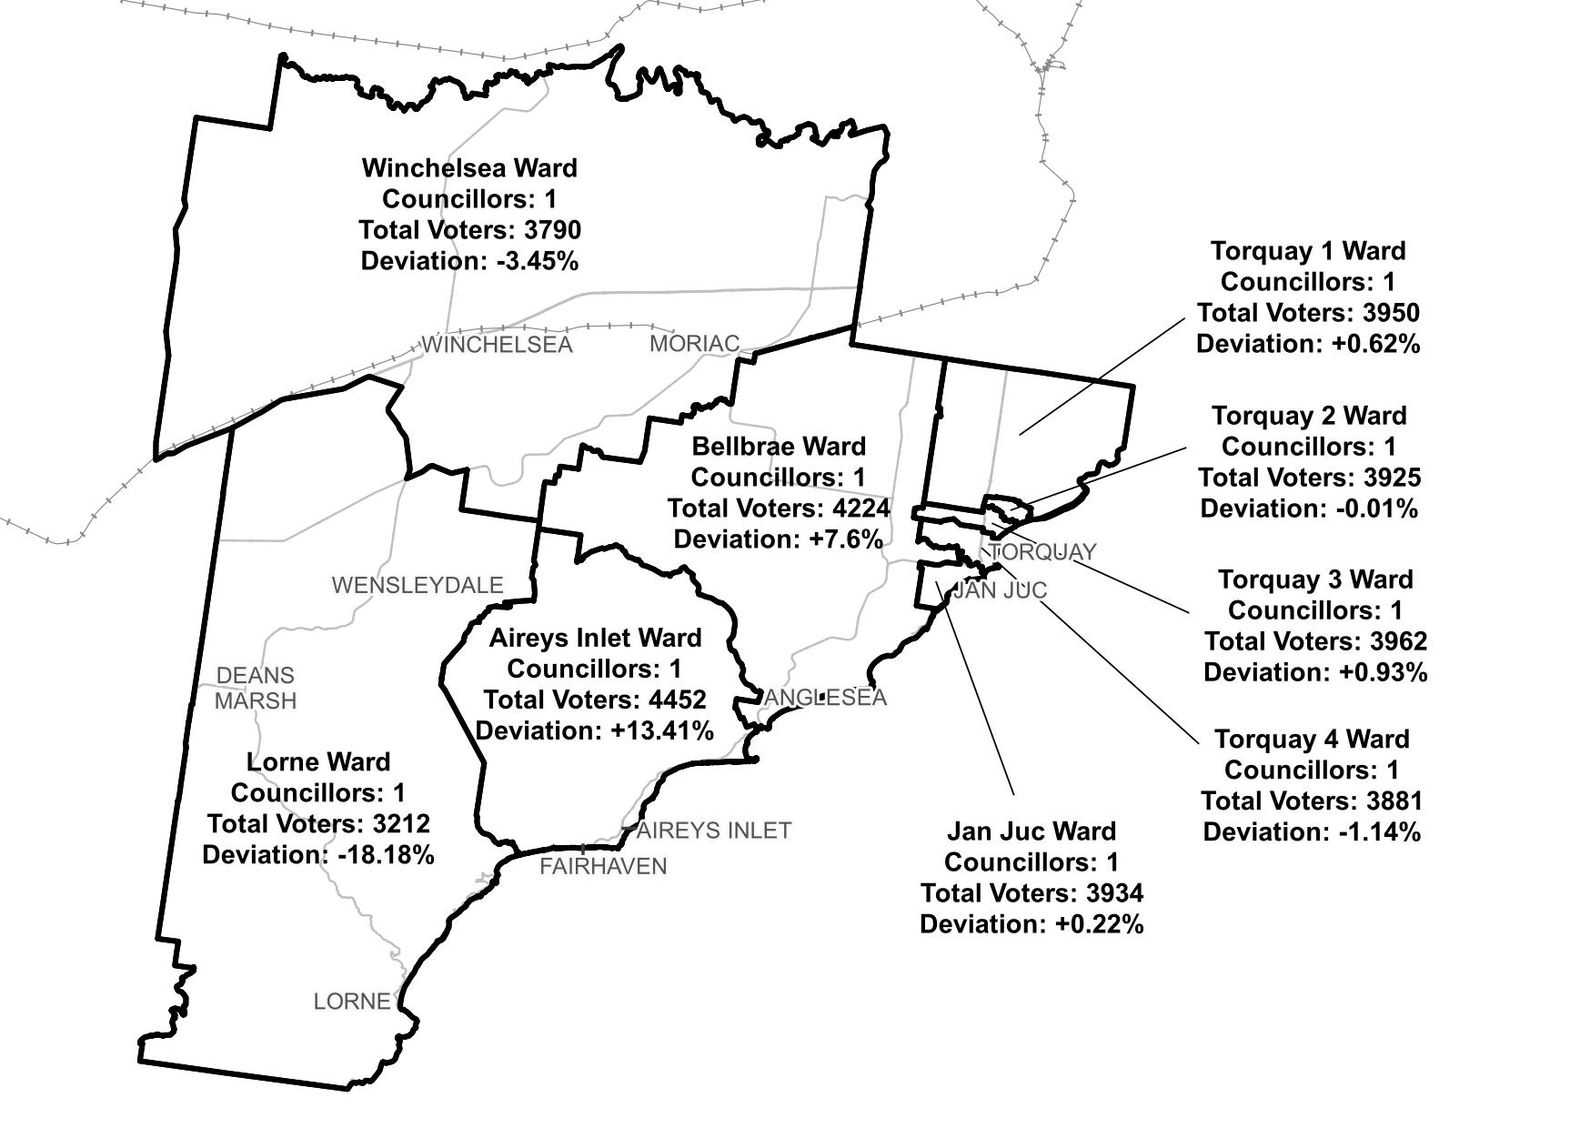 Winchelsea Ward
Councillors: 1
Total Voters: 3790
Deviation: -3.45%
Torquay 1 Ward
Councillors: 1
Total Voters: 3950
Deviation: +0.62%
WINCHELSEA
MORIAC
Torquay 2 Ward
Councillors: 1
Total Voters: 3925
Deviation: -0.01%
Bellbrae Ward
Councillors: 1
Total Voters: 4224
Deviation: +7.6%
TORQUAY
JAN JUC
Torquay 3 Ward
Councillors: 1
Total Voters: 3962
Deviation: +0.93%
WENSLEYDALE
Aireys Inlet Ward
Councillors: 1
Total Voters: 4452
Deviation: +13.41%
DEANS
MARSH
ANGLESEA
Torquay 4 Ward
Councillors: 1
Total Voters: 3881
Deviation: -1.14%
Lorne Ward
Councillors: 1
Total Voters: 3212
Deviation: -18.18%
Jan Juc Ward
Councillors: 1
Total Voters: 3934
Deviation: +0.22%
AIREYS INLET
FAIRHAVEN
LORNE